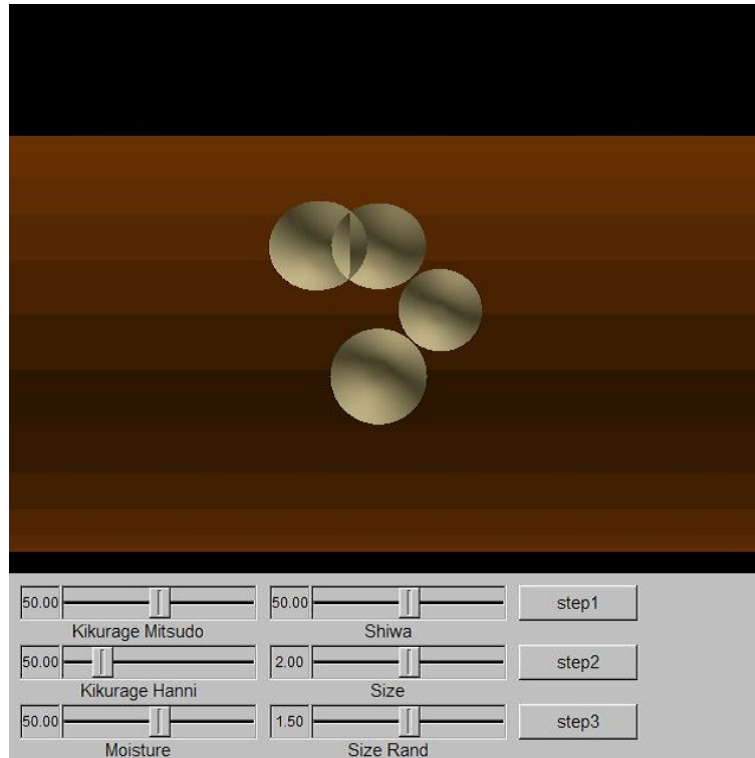 50.00 50.00 step1
Kikurage Mitsudo Shiwa
50.00 2.00 step2
Kikurage Hanni Size
50.00 1.50 step3
Moisture Size Rand